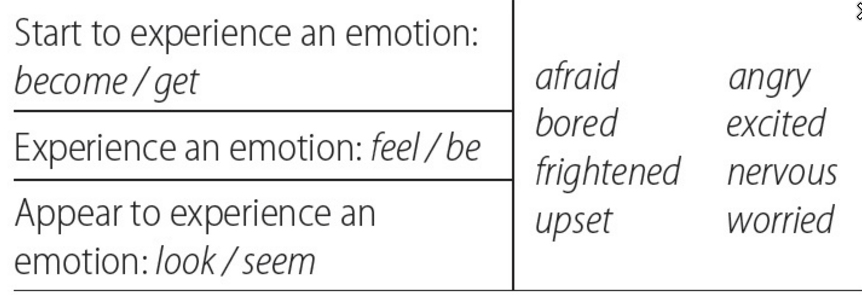 Start to experience an emotion:
become / get
Experience an emotion: feel / be
Appear to experience an
emotion: look / seem
afraid angry
bored excited
frightened nervous
upset worried